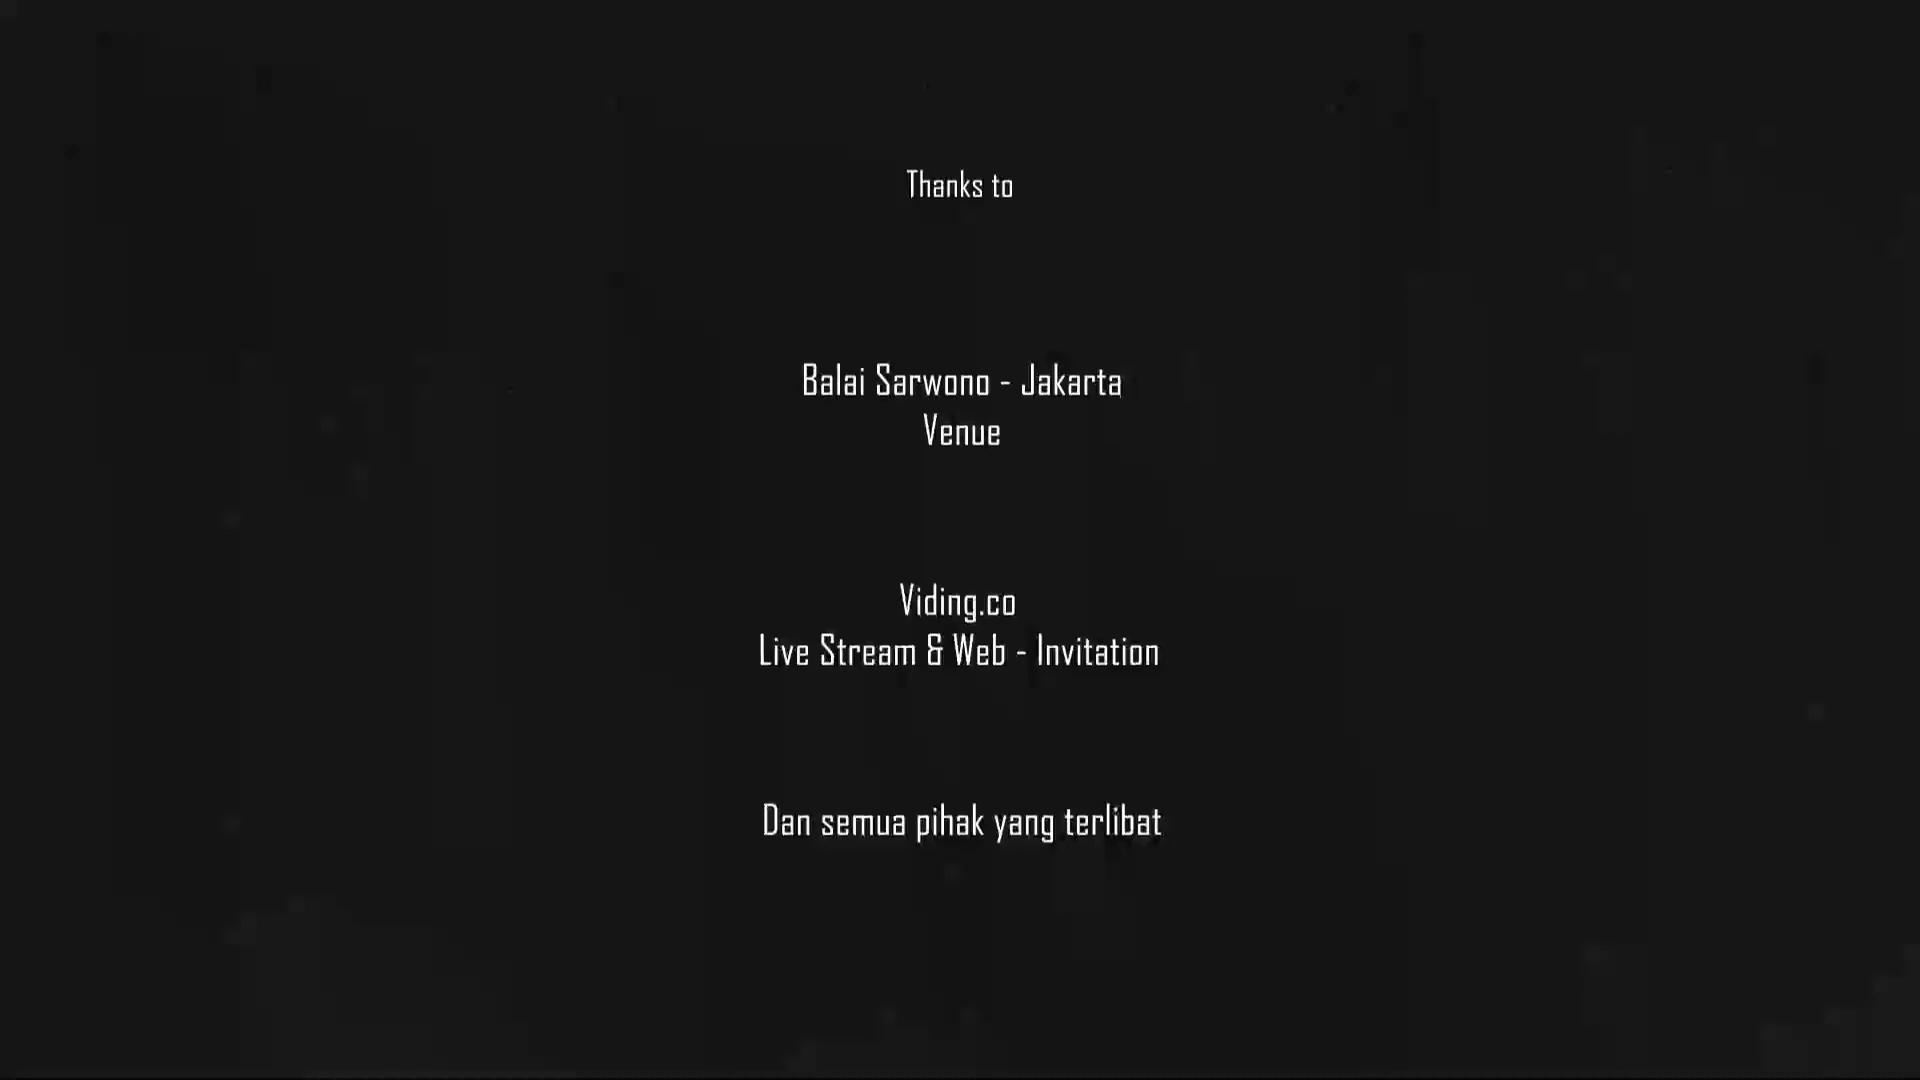 Thanks to
Balai Sarwono - Jakarta
Venue
Viding.co
Live Stream & Web - Invitation
Dan semua pihak yang terlibat